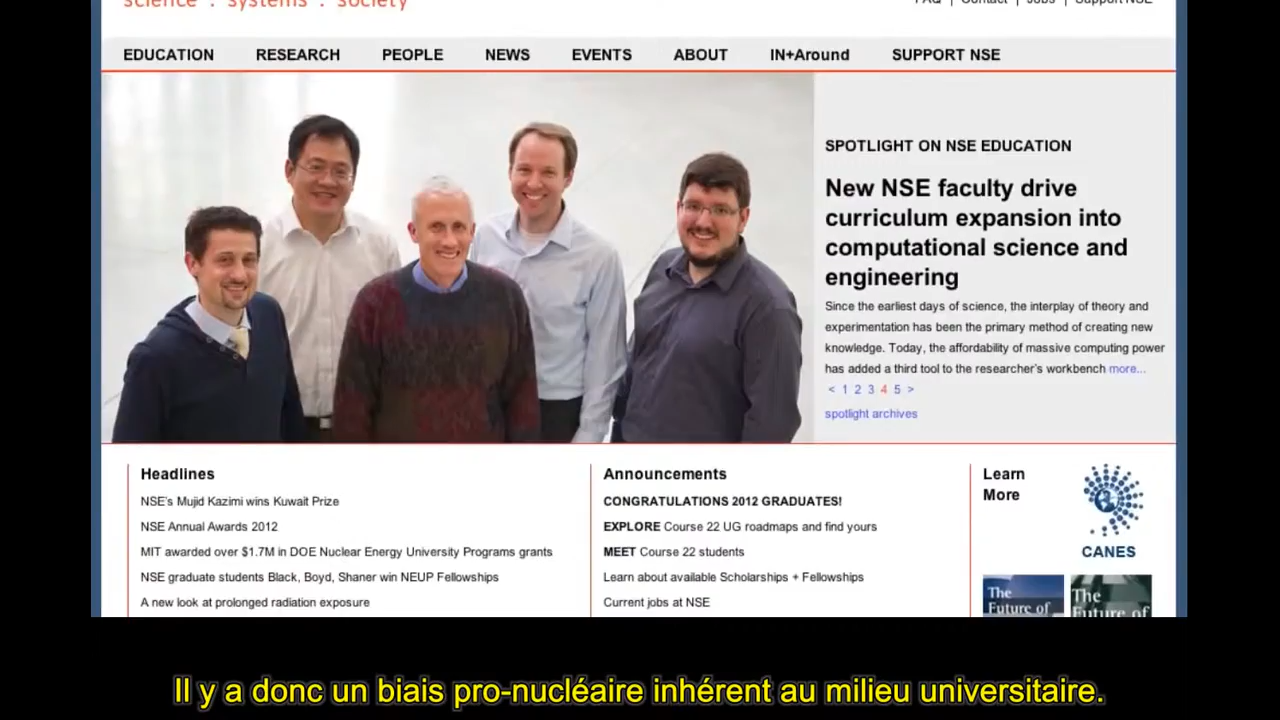 science : systems : society
FAQ | Contact | Jobs | Support NSE
EDUCATION RESEARCH PEOPLE NEWS EVENTS ABOUT IN+Around SUPPORT NSE
SPOTLIGHT ON NSE EDUCATION
New NSE faculty drive
curriculum expansion into
computational science and
engineering
Since the earliest days of science, the interplay of theory and
experimentation has been the primary method of creating new
knowledge. Today, the affordability of massive computing power
has added a third tool to the researcher's workbench more...
< 1 2 3 4 5 >
spotlight archives
Headlines
NSE's Mujid Kazimi wins Kuwait Prize
NSE Annual Awards 2012
MIT awarded over $1.7M in DOE Nuclear Energy University Programs grants
NSE graduate students Black, Boyd, Shaner win NEUP Fellowships
A new look at prolonged radiation exposure
Announcements
CONGRATULATIONS 2012 GRADUATES!
EXPLORE Course 22 UG roadmaps and find yours
MEET Course 22 students
Learn about available Scholarships + Fellowships
Current jobs at NSE
Learn
More
CANES
The
Future of
The
Future of
Il y a donc un biais pro-nucléaire inhérent au milieu universitaire.